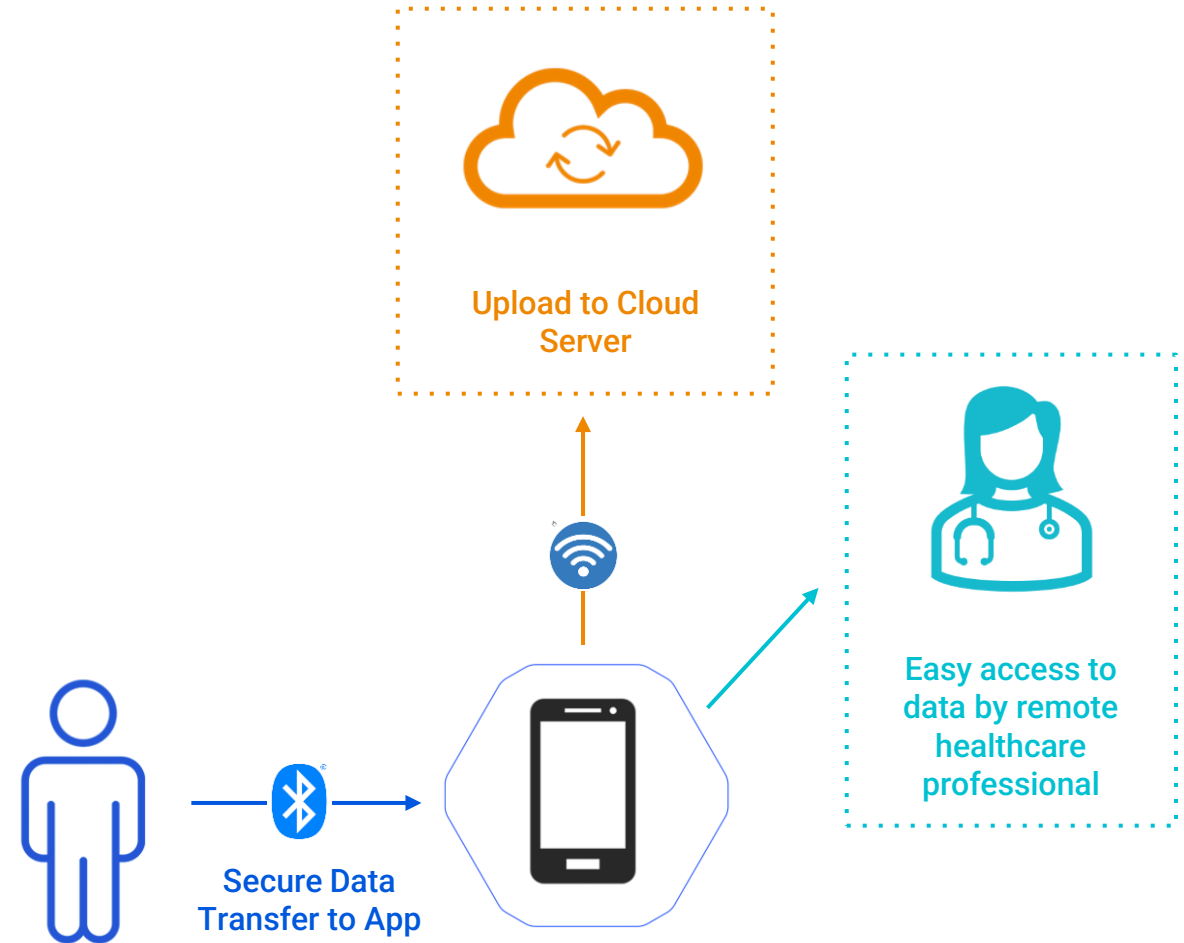 Upload to Cloud
Server
Easy access to
data by remote
healthcare
professional
Secure Data
Transfer to App